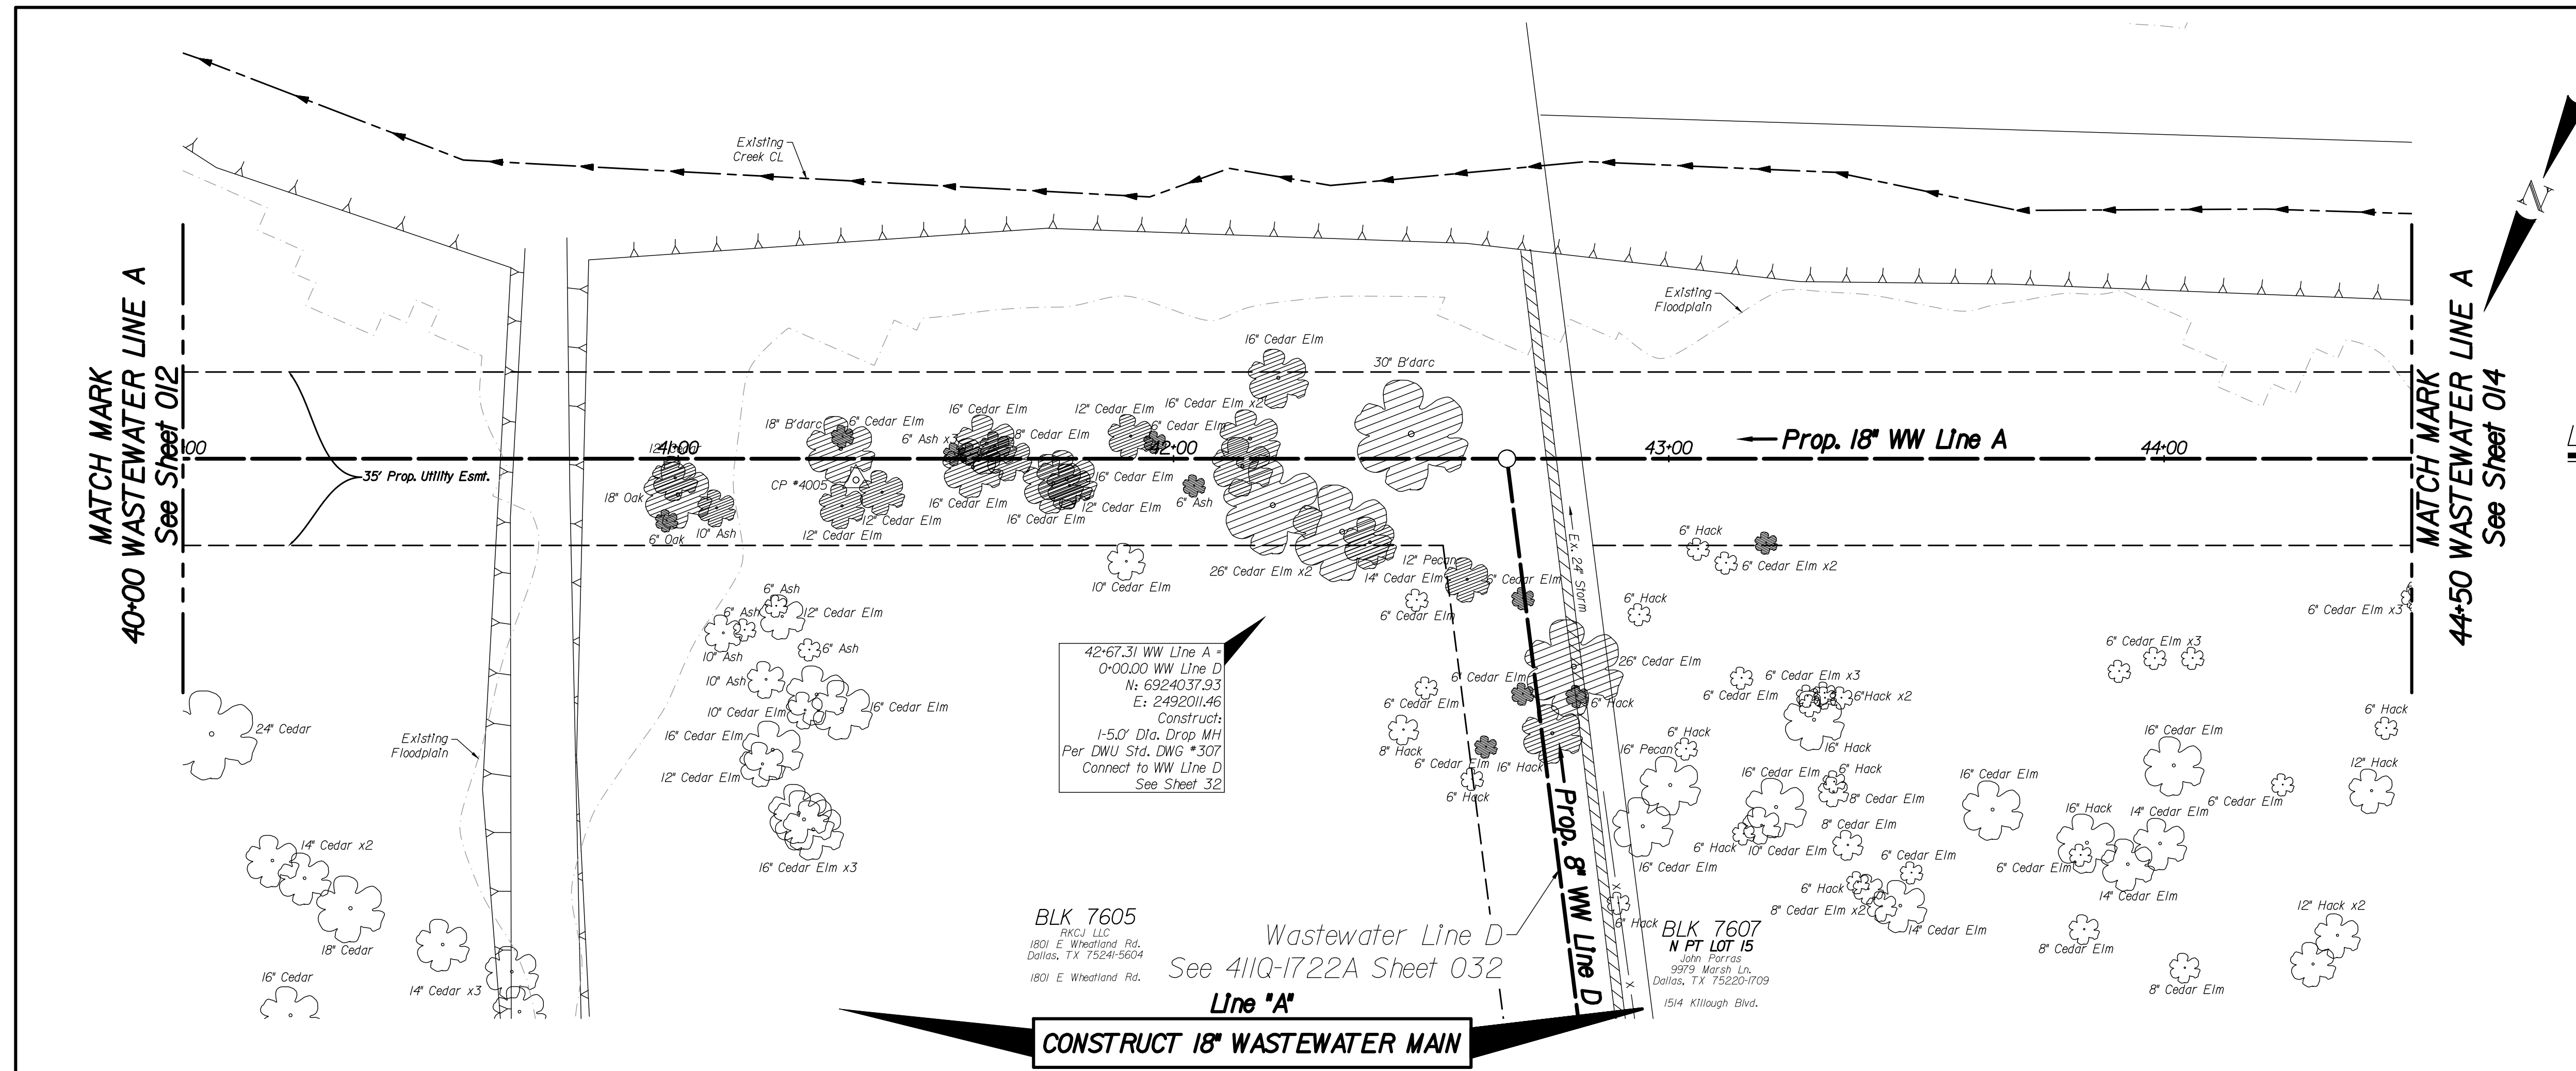 Existing
Creek CL
N
MATCH MARK
40+00 WASTEWATER LINE A
See Sheet 012
MATCH MARK
44+50 WASTEWATER LINE A
See Sheet 014
Existing
Floodplain
16" Cedar Elm
30" B'darc
16" Cedar Elm
12" Cedar Elm
16" Cedar Elm x2
18" B'darc
6" Cedar Elm
6" Ash x3
8" Cedar Elm
6" Cedar Elm
:00
41+00
42+00
43+00
44+00
Prop. 18" WW Line A
35' Prop. Utility Esmt.
CP #4005
16" Cedar Elm
18" Oak
16" Cedar Elm
12" Cedar Elm
6" Ash
12" Cedar Elm
16" Cedar Elm
6" Oak
10" Ash
12" Cedar Elm
Ex. 24" Storm
6" Hack
12" Pecan
10" Cedar Elm
26" Cedar Elm x2
14" Cedar Elm
6" Cedar Elm
6" Cedar Elm x2
6" Ash
6" Ash
12" Cedar Elm
6" Cedar Elm
6" Hack
6" Cedar Elm x3
10" Ash
6" Ash
42+67.31 WW Line A =
0+00.00 WW Line D
N: 6924037.93
E: 2492011.46
Construct:
1-5.0' Dia. Drop MH
Per DWU Std. DWG #307
Connect to WW Line D
See Sheet 32
6" Cedar Elm x3
10" Ash
6" Cedar Elm
26" Cedar Elm
6" Cedar Elm x3
10" Cedar Elm
16" Cedar Elm
6" Cedar Elm
6" Hack
6" Cedar Elm
6"Hack x2
6" Hack
24" Cedar
16" Cedar Elm
6" Hack
16" Cedar Elm
Existing
Floodplain
8" Hack
16" Pecan
16" Hack
12" Cedar Elm
6" Cedar Elm
16" Hack
16" Cedar Elm
6" Hack
16" Cedar Elm
12" Hack
6" Hack
8" Cedar Elm
6" Cedar Elm
Prop. 8" WW Line D
16" Hack
14" Cedar Elm
8" Cedar Elm
14" Cedar x2
6" Hack
10" Cedar Elm
6" Cedar Elm
16" Cedar Elm x3
16" Cedar Elm
6" Cedar Elm
6" Hack
14" Cedar Elm
8" Cedar Elm x2
12" Hack x2
X
BLK 7605
RKCJ LLC
1801 E Wheatland Rd.
Dallas, TX 75241-5604
1801 E Wheatland Rd.
6" Hack
14" Cedar Elm
BLK 7607
N PT LOT 15
John Porras
9979 Marsh Ln.
Dallas, TX 75220-1709
1514 Killough Blvd.
Wastewater Line D
See 411Q-1722A Sheet 032
18" Cedar
8" Cedar Elm
16" Cedar
14" Cedar x3
X
8" Cedar Elm
Line "A"
CONSTRUCT 18" WASTEWATER MAIN